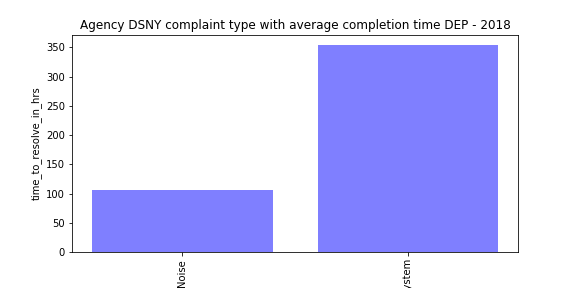 Agency DSNY complaint type with average completion time DEP - 2018
time_to_resolve_in_hrs
350
300
250
200
150
100
50
0
Noise
ystem